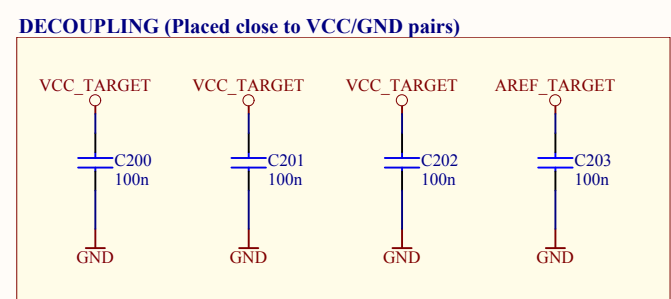 DECOUPLING (Placed close to VCC/GND pairs)
VCC_TARGET VCC_TARGET VCC_TARGET AREF_TARGET
C200 C201 C202 C203
100n 100n 100n 100n
GND GND GND GND